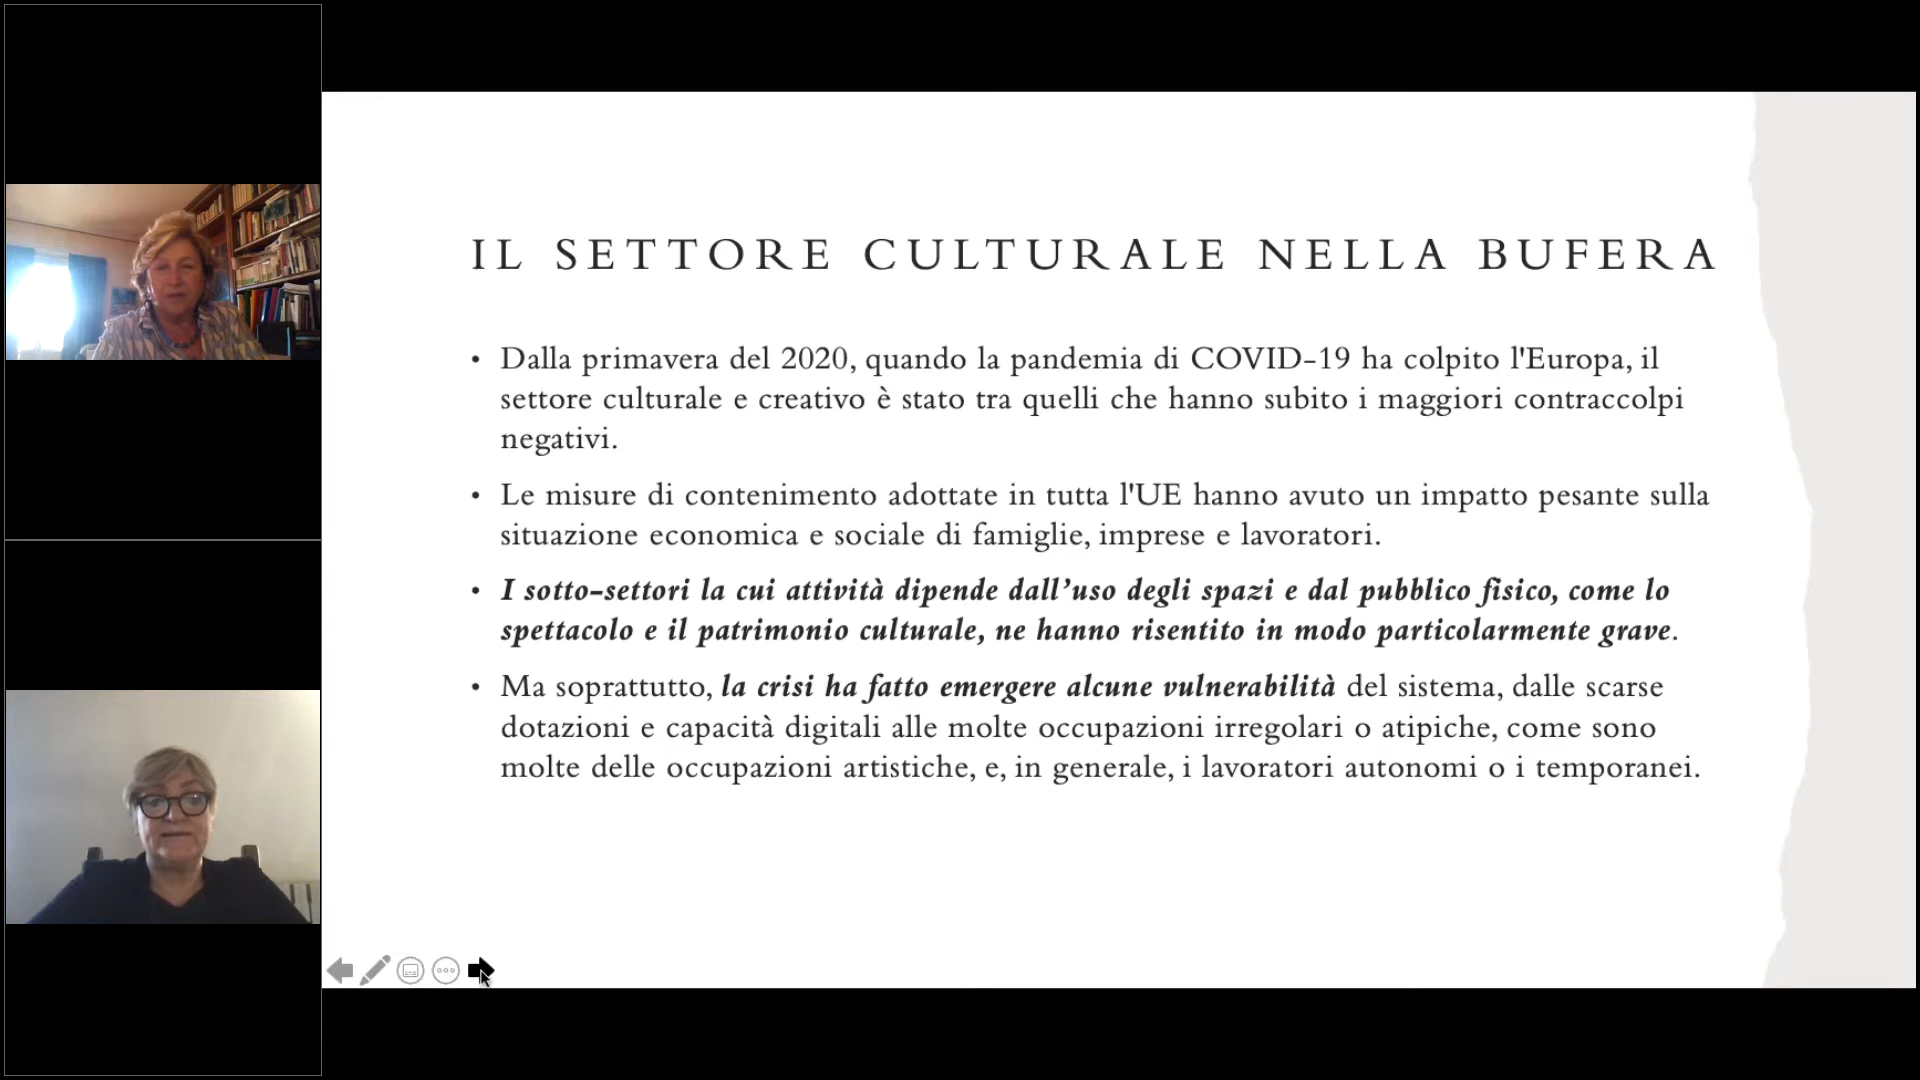 IL SETTORE CULTURALE NELLA BUFERA
• Dalla primavera del 2020, quando la pandemia di COVID-19 ha colpito l'Europa, il
settore culturale e creativo è stato tra quelli che hanno subito i maggiori contraccolpi
negativi.
• Le misure di contenimento adottate in tutta l'UE hanno avuto un impatto pesante sulla
situazione economica e sociale di famiglie, imprese e lavoratori.
• I sotto-settori la cui attività dipende dall’uso degli spazi e dal pubblico fisico, come lo
spettacolo e il patrimonio culturale, ne hanno risentito in modo particolarmente grave.
• Ma soprattutto, la crisi ha fatto emergere alcune vulnerabilità del sistema, dalle scarse
dotazioni e capacità digitali alle molte occupazioni irregolari o atipiche, come sono
molte delle occupazioni artistiche, e, in generale, i lavoratori autonomi o i temporanei.